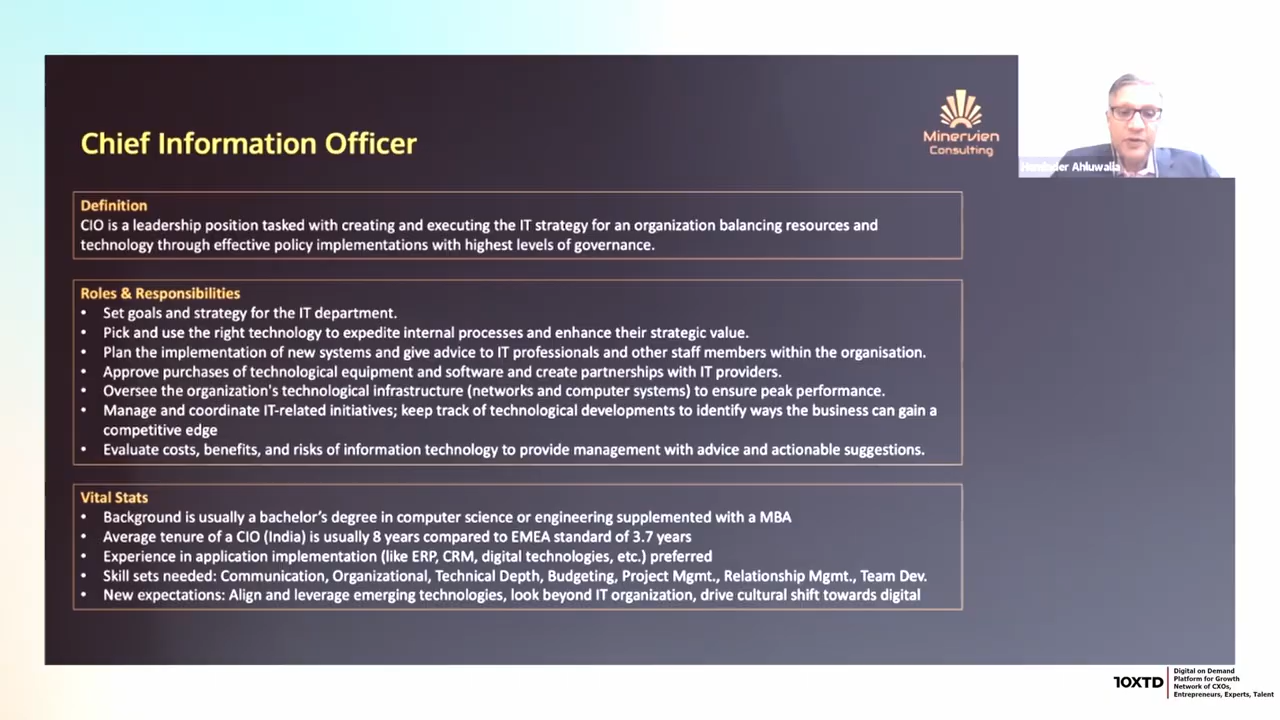 Chief Information Officer
Minervien
Consulting
Ahluwalia
Definition
CIO is a leadership position tasked with creating and executing the IT strategy for an organization balancing resources and
technology through effective policy implementations with highest levels of governance.
Roles & Responsibilities
• Set goals and strategy for the IT department.
• Pick and use the right technology to expedite internal processes and enhance their strategic value.
• Plan the implementation of new systems and give advice to IT professionals and other staff members within the organisation.
• Approve purchases of technological equipment and software and create partnerships with IT providers.
• Oversee the organization's technological infrastructure (networks and computer systems) to ensure peak performance.
• Manage and coordinate IT-related initiatives; keep track of technological developments to identify ways the business can gain a
competitive edge
• Evaluate costs, benefits, and risks of information technology to provide management with advice and actionable suggestions.
Vital Stats
• Background is usually a bachelor's degree in computer science or engineering supplemented with a MBA
• Average tenure of a CIO (India) is usually 8 years compared to EMEA standard of 3.7 years
• Experience in application implementation (like ERP, CRM, digital technologies, etc.) preferred
• Skill sets needed: Communication, Organizational, Technical Depth, Budgeting, Project Mgmt., Relationship Mgmt., Team Dev.
• New expectations: Align and leverage emerging technologies, look beyond IT organization, drive cultural shift towards digital
10XTD
Digital on Demand
Platform for Growth
Network of CXOs,
Entrepreneurs, Experts, Talent